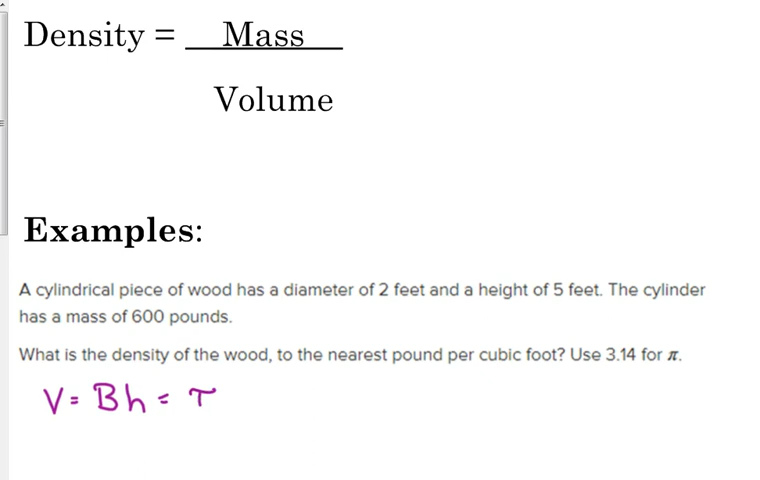 Density = Mass
Volume
Examples:
A cylindrical piece of wood has a diameter of 2 feet and a height of 5 feet. The cylinder
has a mass of 600 pounds.
What is the density of the wood, to the nearest pound per cubic foot? Use 3.14 for π.
V = Bh = π